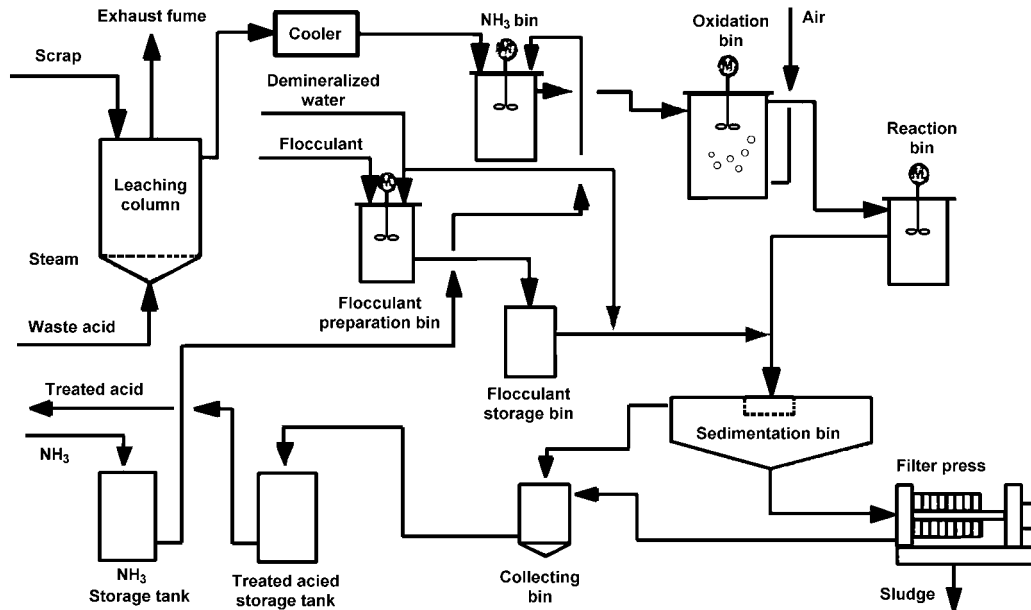 Exhaust fume
Scrap
Cooler
NH3 bin
Oxidation
bin
Air
Demineralized
water
Flocculant
Leaching
column
Reaction
bin
M
M
M
M
Steam
Waste acid
Flocculant
preparation bin
Flocculant
storage bin
Treated acid
NH3
Sedimentation bin
Filter press
NH3
Storage tank
Treated acied
storage tank
Collecting
bin
Sludge